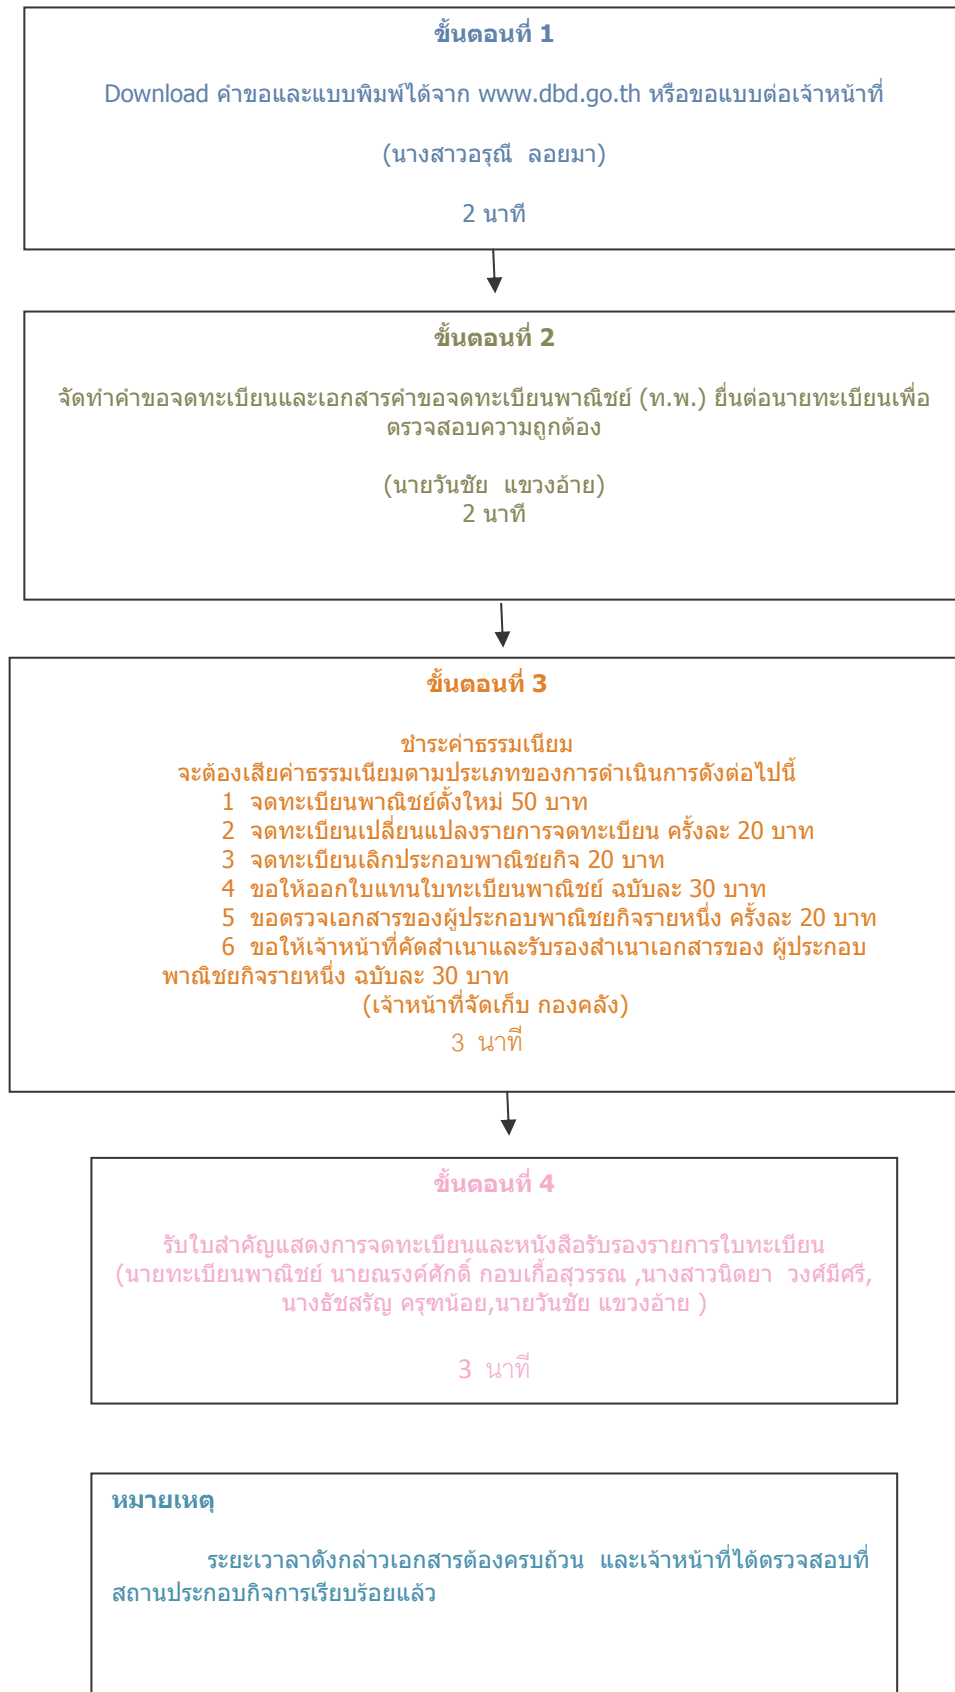 ขั้นตอนที่ 1
Download คำขอและแบบพิมพ์ได้จาก www.dbd.go.th หรือขอแบบต่อเจ้าหน้าที่
(นางสาวอรุณี ลอยมา)
2 นาที
ขั้นตอนที่ 2
จัดทำคำขอจดทะเบียนและเอกสารคำขอจดทะเบียนพาณิชย์ (ท.พ.) ยื่นต่อนายทะเบียนเพื่อ
ตรวจสอบความถูกต้อง
(นายวันชัย แขวงอ้าย)
2 นาที
ขั้นตอนที่ 3
ชำระค่าธรรมเนียม
จะต้องเสียค่าธรรมเนียมตามประเภทของการดำเนินการดังต่อไปนี้
1 จดทะเบียนพาณิชย์ตั้งใหม่ 50 บาท
2 จดทะเบียนเปลี่ยนแปลงรายการจดทะเบียน ครั้งละ 20 บาท
3 จดทะเบียนเลิกประกอบพาณิชยกิจ 20 บาท
4 ขอให้ออกใบแทนใบทะเบียนพาณิชย์ ฉบับละ 30 บาท
5 ขอตรวจเอกสารของผู้ประกอบพาณิชยกิจรายหนึ่ง ครั้งละ 20 บาท
6 ขอให้เจ้าหน้าที่คัดสำเนาและรับรองสำเนาเอกสารของ ผู้ประกอบ
พาณิชยกิจรายหนึ่ง ฉบับละ 30 บาท
(เจ้าหน้าที่จัดเก็บ กองคลัง)
3 นาที
ขั้นตอนที่ 4
รับใบสำคัญแสดงการจดทะเบียนและหนังสือรับรองรายการใบทะเบียน
(นายทะเบียนพาณิชย์ นายณรงค์ศักดิ์ กอบเกื้อสุวรรณ ,นางสาวนิตยา วงศ์มีศรี,
นางธัชสรัญ ครุฑน้อย,นายวันชัย แขวงอ้าย )
3 นาที
หมายเหตุ
ระยะเวาลาดังกล่าวเอกสารต้องครบถ้วน และเจ้าหน้าที่ได้ตรวจสอบที่
สถานประกอบกิจการเรียบร้อยแล้ว